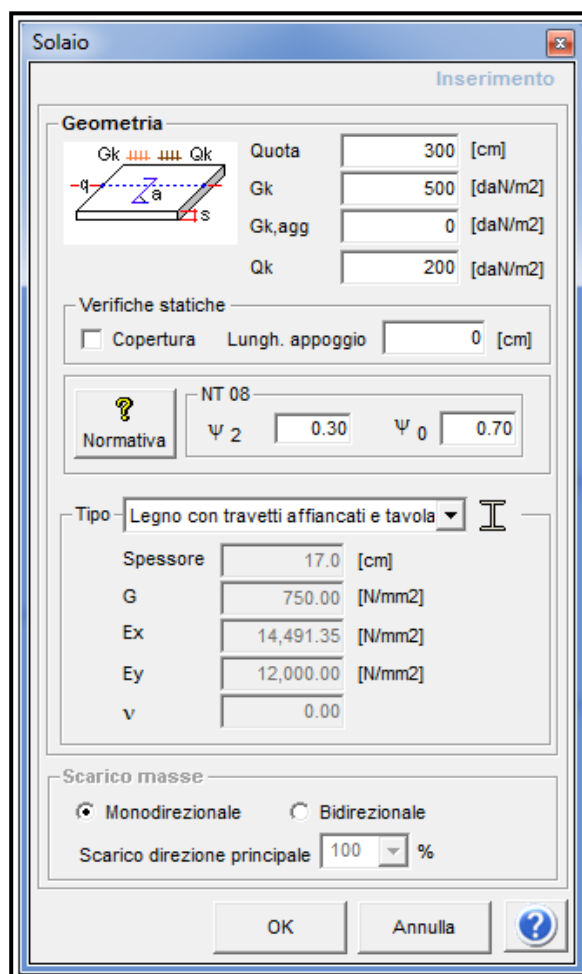 Solaio
Inserimento
Geometria
Gk Qk
q
a
s
Quota 300 [cm]
Gk 500 [daN/m2]
Gk,agg 0 [daN/m2]
Qk 200 [daN/m2]
Verifiche statiche
Copertura Lungh. appoggio 0 [cm]
? Normativa
NT 08
Ψ 2 0.30 Ψ 0 0.70
Tipo Legno con travetti affiancati e tavola
Spessore 17.0 [cm]
G 750.00 [N/mm2]
Ex 14,491.35 [N/mm2]
Ey 12,000.00 [N/mm2]
ν 0.00
Scarico masse
Monodirezionale Bidirezionale
Scarico direzione principale 100 %
OK Annulla ?